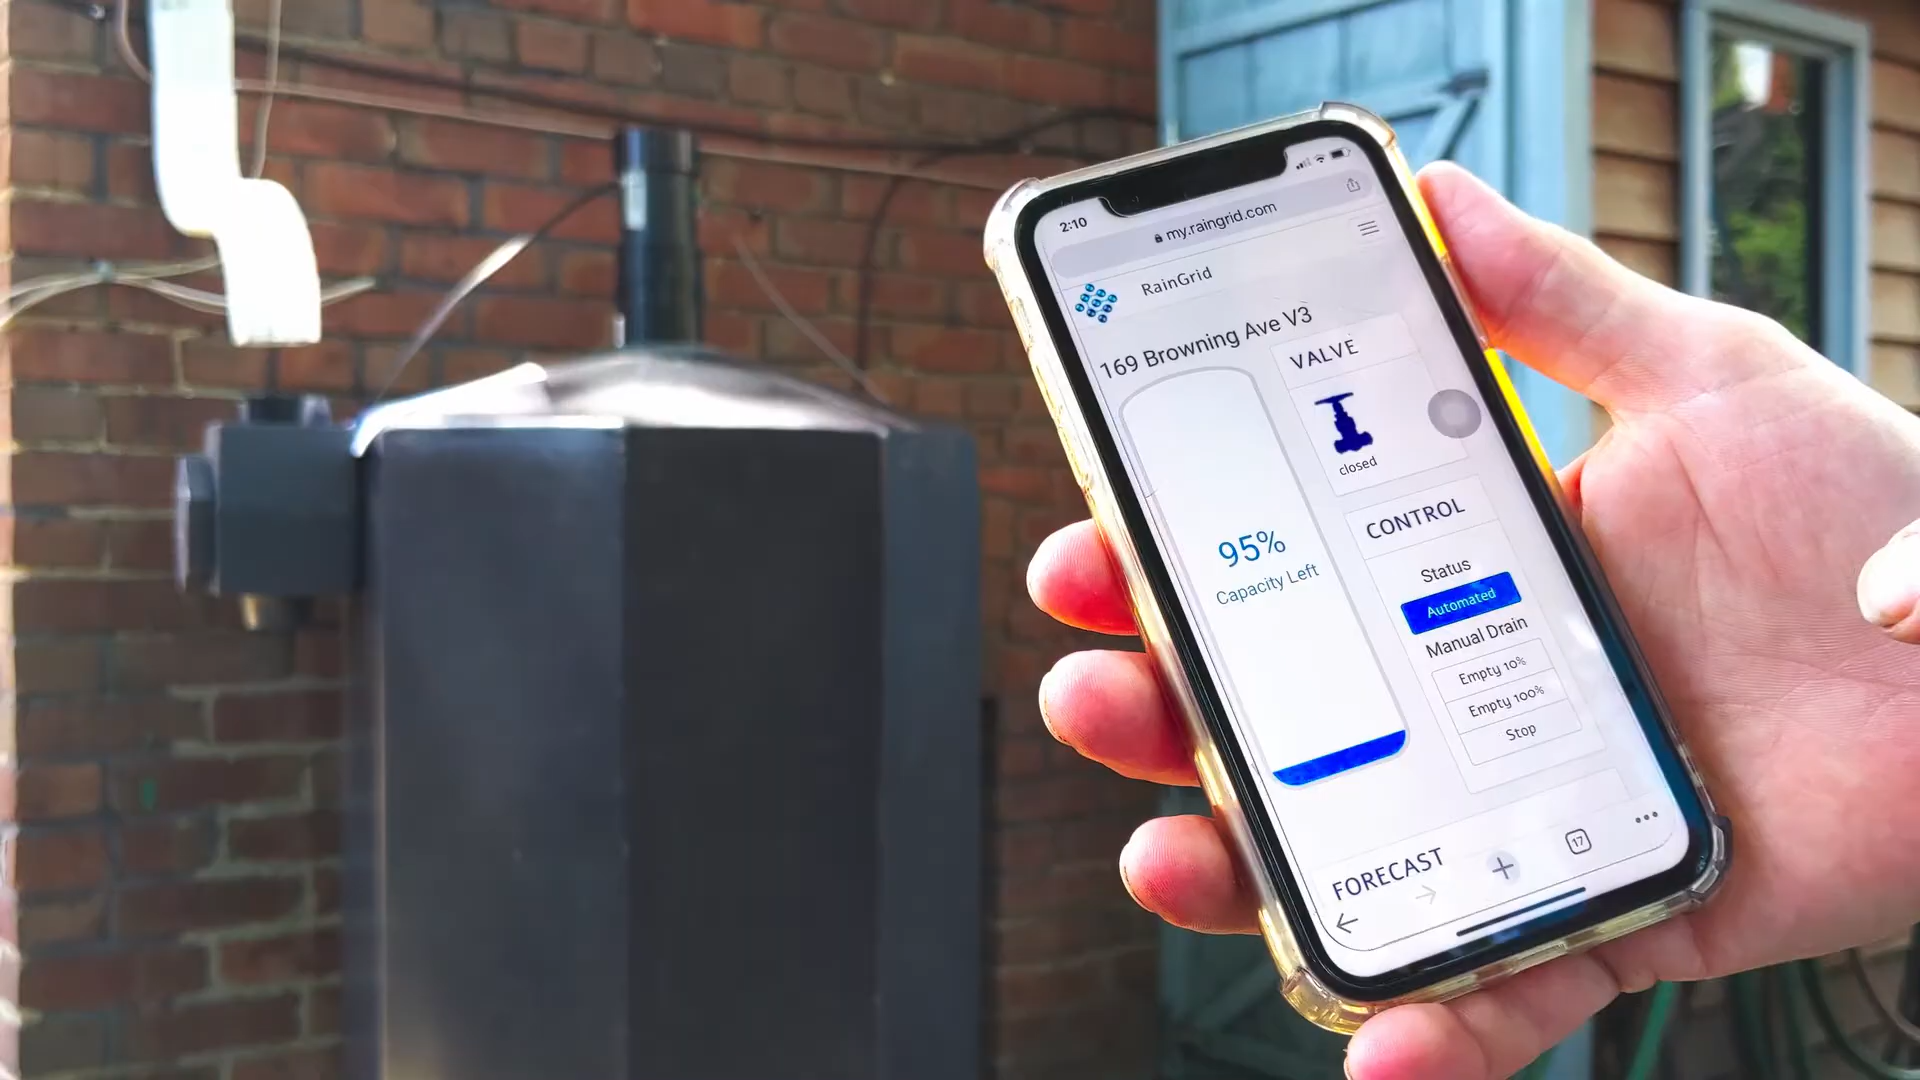 2:10
my.raingrid.com
RainGrid
169 Browning Ave V3
VALVE
closed
95%
Capacity Left
CONTROL
Status
Automated
Manual Drain
Empty 10%
Empty 100%
Stop
FORECAST
17